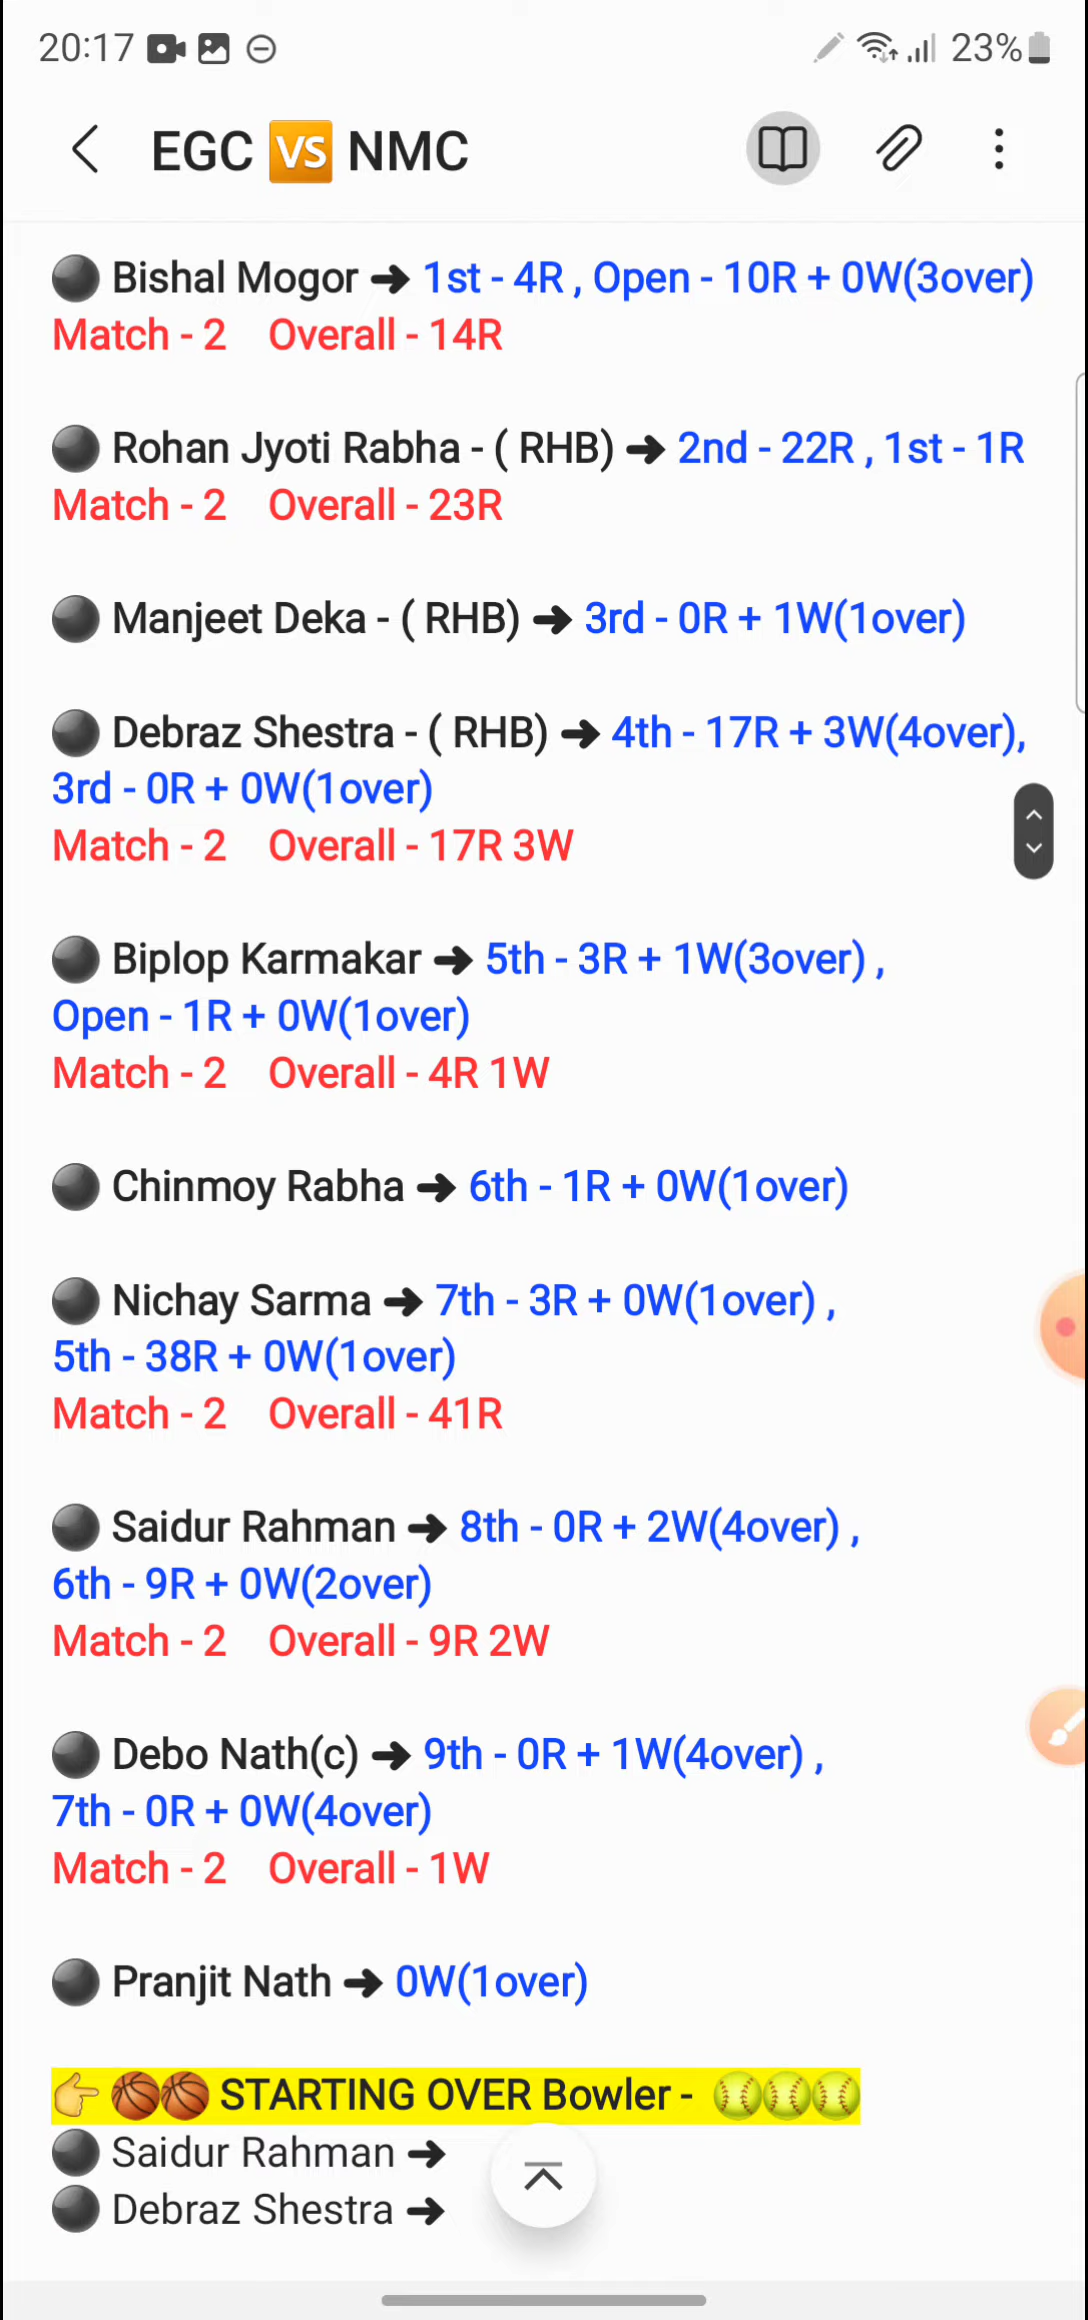 20:17
23%
EGC VS NMC
Bishal Mogor ➔ 1st - 4R , Open - 10R + 0W(3over)
Match - 2 Overall - 14R
Rohan Jyoti Rabha - ( RHB) ➔ 2nd - 22R , 1st - 1R
Match - 2 Overall - 23R
Manjeet Deka - ( RHB) ➔ 3rd - 0R + 1W(1over)
Debraz Shestra - ( RHB) ➔ 4th - 17R + 3W(4over),
3rd - 0R + 0W(1over)
Match - 2 Overall - 17R 3W
Biplop Karmakar ➔ 5th - 3R + 1W(3over) ,
Open - 1R + 0W(1over)
Match - 2 Overall - 4R 1W
Chinmoy Rabha ➔ 6th - 1R + 0W(1over)
Nichay Sarma ➔ 7th - 3R + 0W(1over) ,
5th - 38R + 0W(1over)
Match - 2 Overall - 41R
Saidur Rahman ➔ 8th - 0R + 2W(4over) ,
6th - 9R + 0W(2over)
Match - 2 Overall - 9R 2W
Debo Nath(c) ➔ 9th - 0R + 1W(4over) ,
7th - 0R + 0W(4over)
Match - 2 Overall - 1W
Pranjit Nath ➔ 0W(1over)
STARTING OVER Bowler -
Saidur Rahman ➔
Debraz Shestra ➔